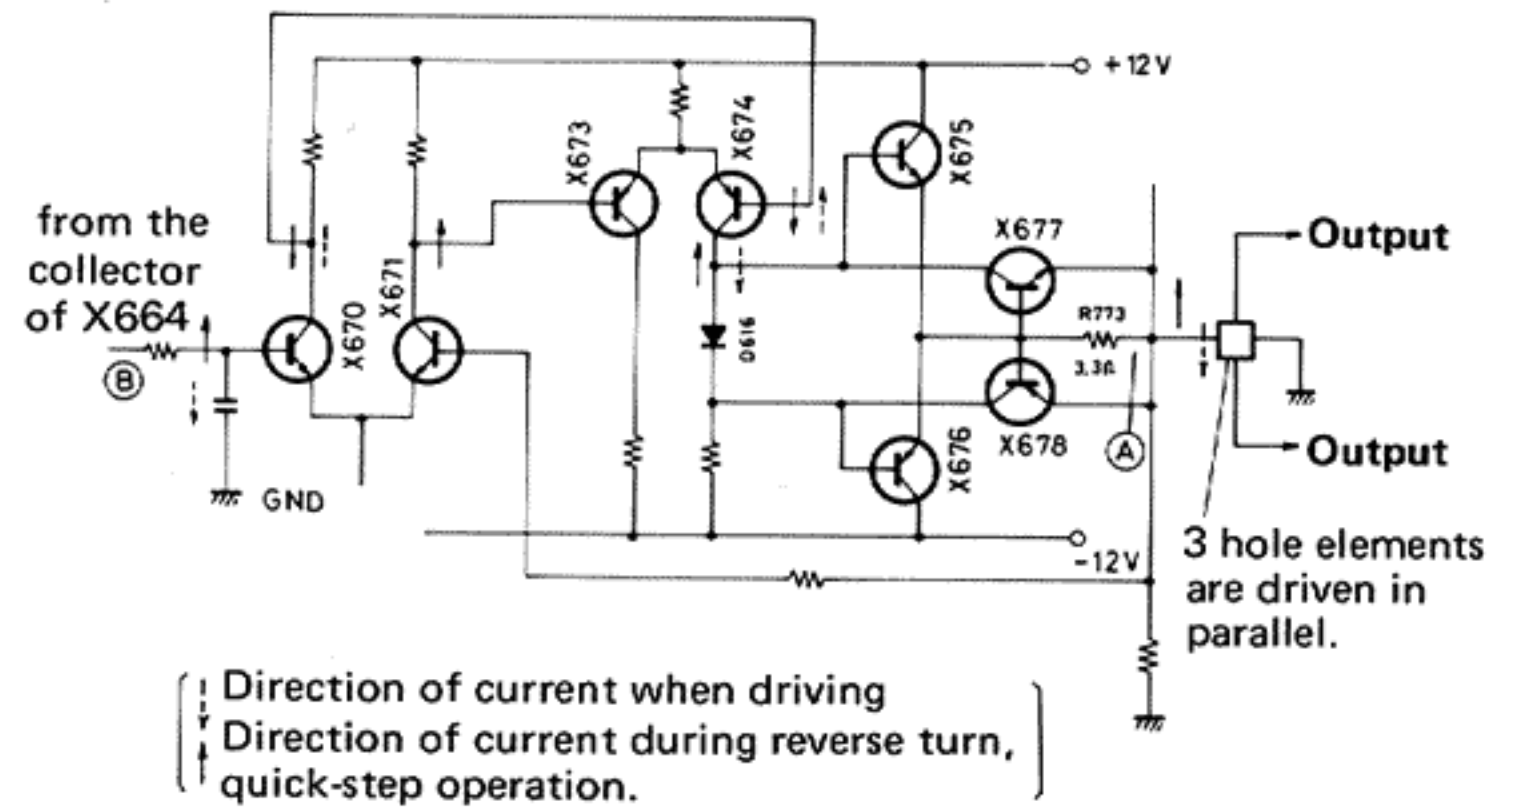 +12V
X673
X674
X675
from the
collector
of X664
X677
Output
X671
X670
D616
R773
3.3Ω
B
A
X678
X676
Output
GND
-12V
3 hole elements
are driven in
parallel.
Direction of current when driving
Direction of current during reverse turn,
quick-step operation.